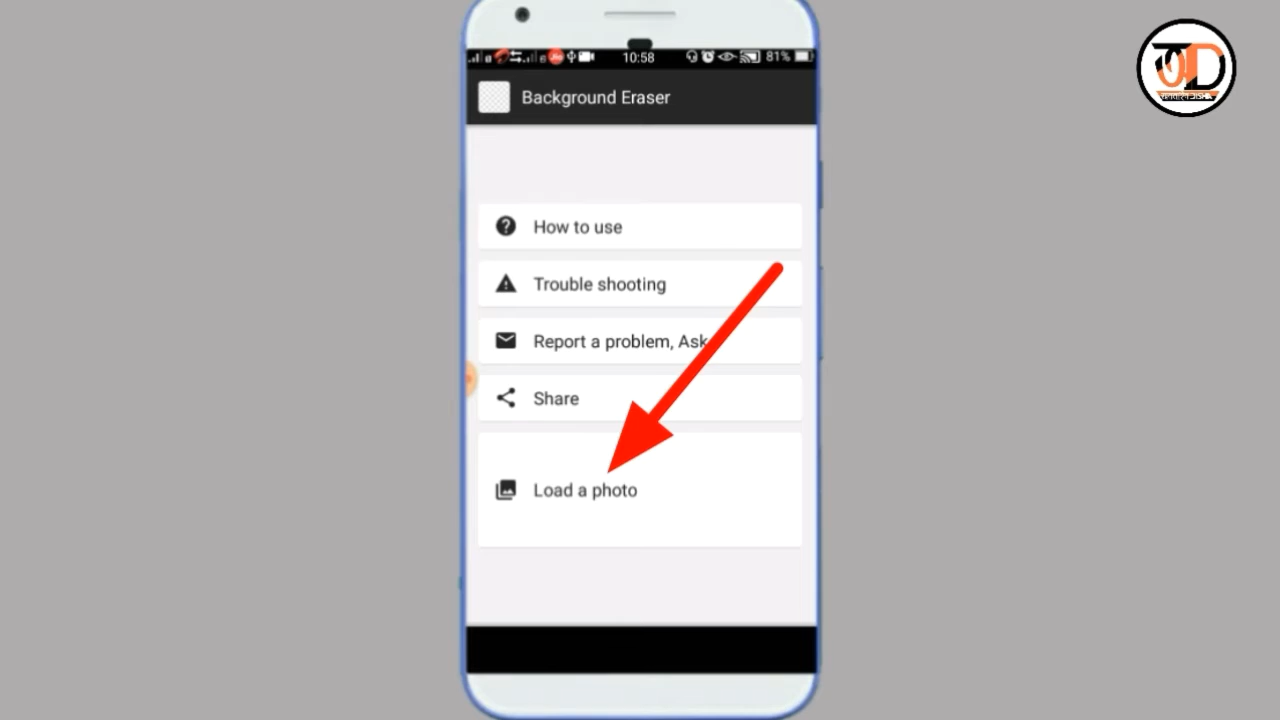 10:58
81%
Background Eraser
How to use
Trouble shooting
Report a problem, Ask
Share
Load a photo